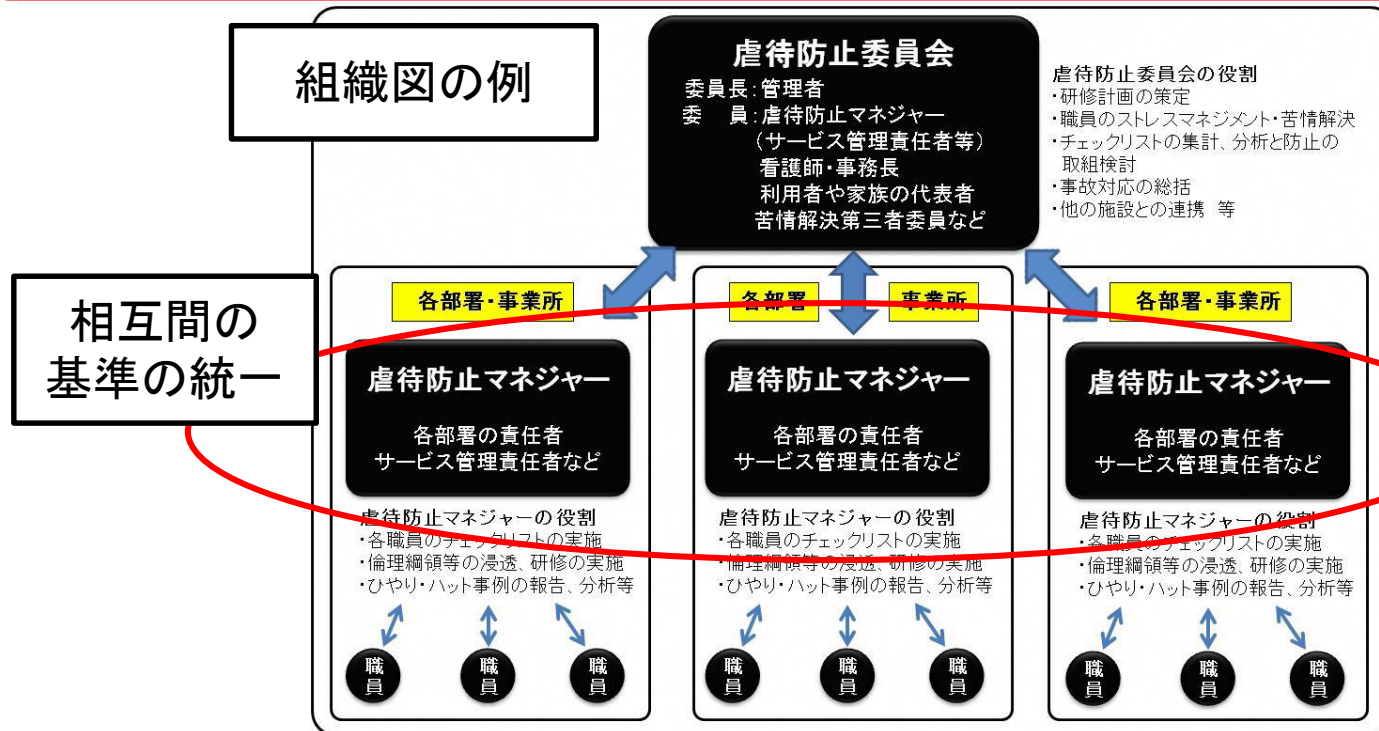 組織図の例
虐待防止委員会
委員長:管理者
委　員:虐待防止マネジャー
(サービス管理責任者等)
看護師・事務長
利用者や家族の代表者
苦情解決第三者委員など
虐待防止委員会の役割
・研修計画の策定
・職員のストレスマネジメント・苦情解決
・チェックリストの集計、分析と防止の
取組検討
・事故対応の総括
・他の施設との連携 等
相互間の
基準の統一
各部署・事業所
虐待防止マネジャー
各部署の責任者
サービス管理責任者など
虐待防止マネジャーの役割
・各職員のチェックリストの実施
・倫理綱領等の浸透、研修の実施
・ひやり・ハット事例の報告、分析等
職員
職員
職員
各部署
事業所
虐待防止マネジャー
各部署の責任者
サービス管理責任者など
虐待防止マネジャーの役割
・各職員のチェックリストの実施
・倫理綱領等の浸透、研修の実施
・ひやり・ハット事例の報告、分析等
職員
職員
職員
各部署・事業所
虐待防止マネジャー
各部署の責任者
サービス管理責任者など
虐待防止マネジャーの役割
・各職員のチェックリストの実施
・倫理綱領等の浸透、研修の実施
・ひやり・ハット事例の報告、分析等
職員
職員
職員